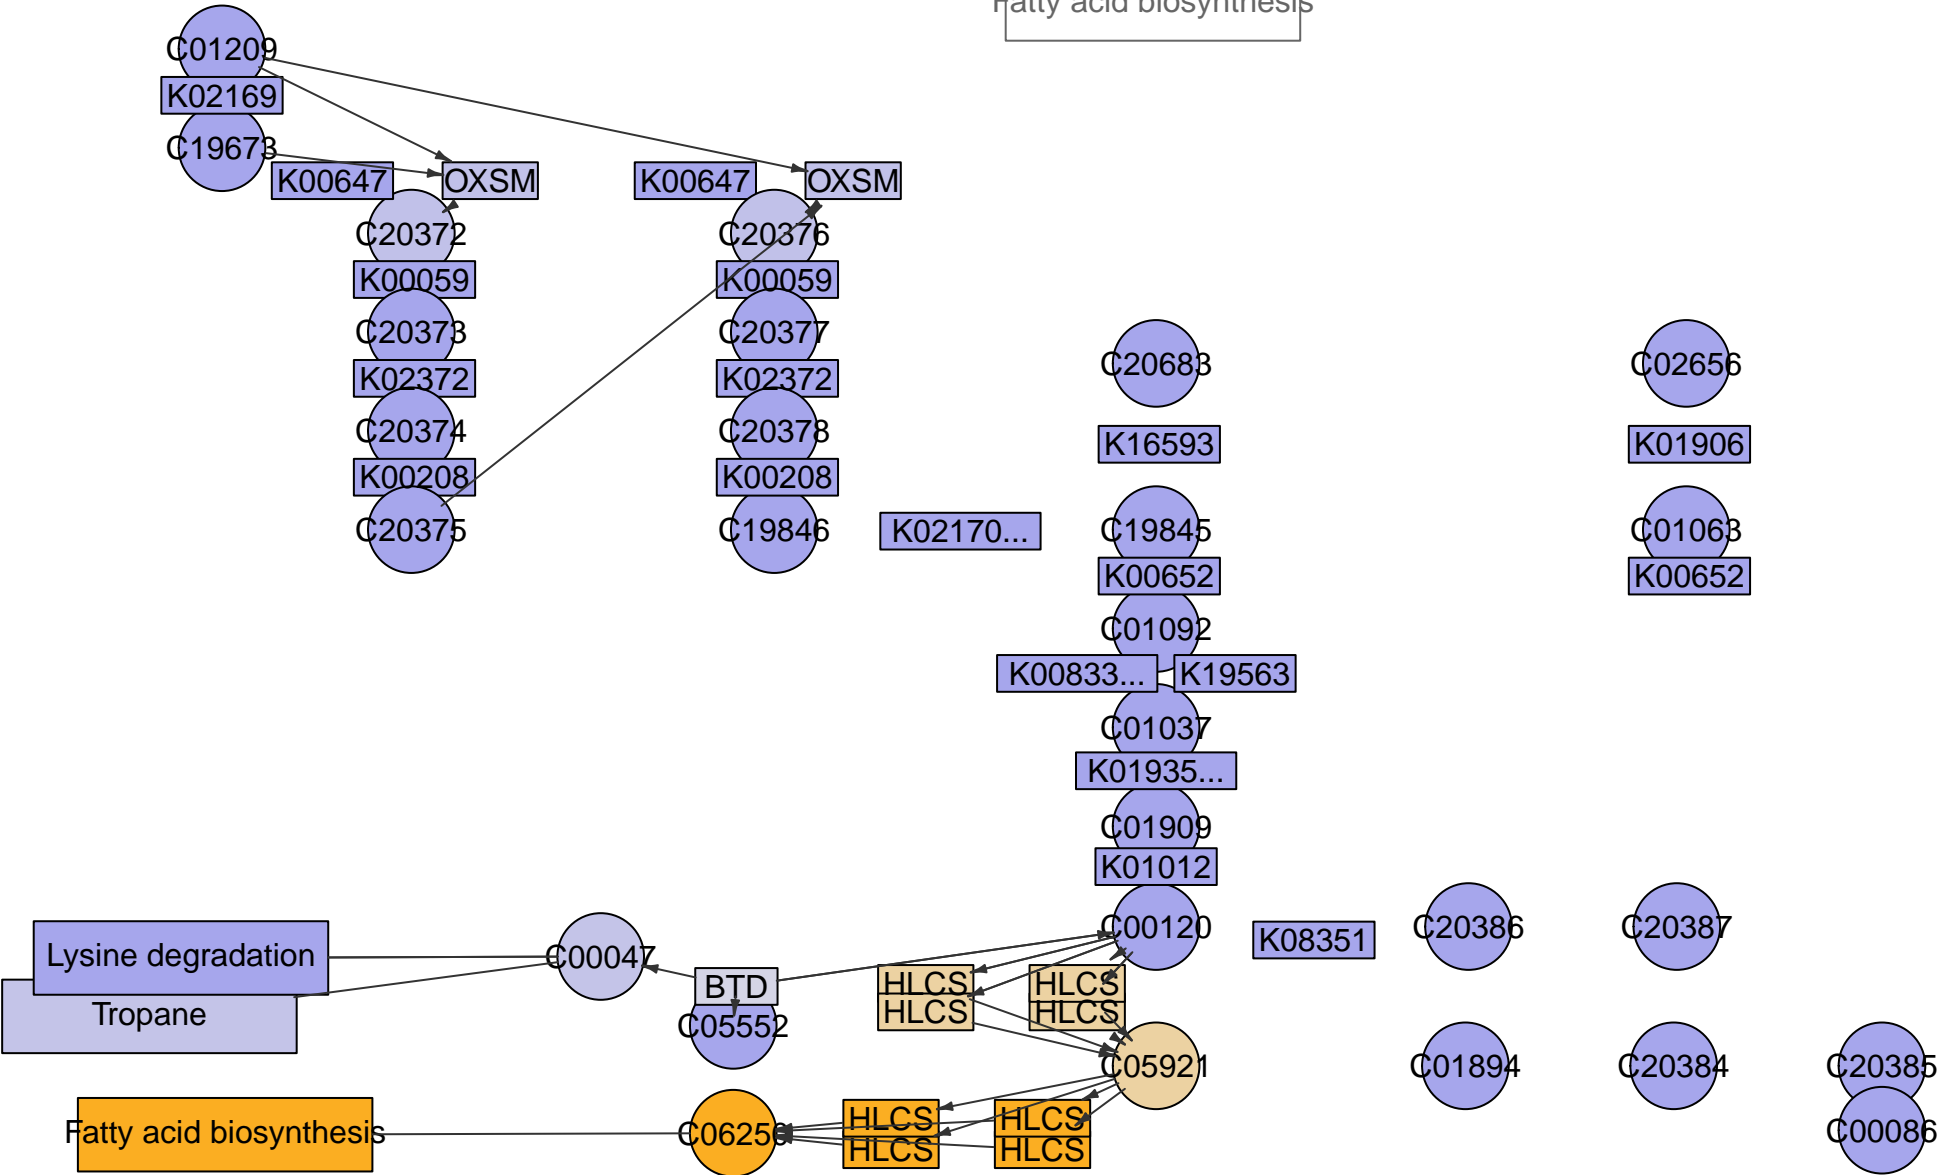 Fatty acid biosynthesis
C01209
K02169
C19673
K00647
OXSM
K00647
OXSM
C20372
C20376
K00059
K00059
C20373
C20377
C20683
C02656
K02372
K02372
C20374
C20378
K16593
K01906
K00208
K00208
C20375
C19846
K02170...
C19845
C01063
K00652
K00652
C01092
K00833...
K19563
C01037
K01935...
C01909
K01012
C00120
K08351
C20386
C20387
Lysine degradation
C00047
BTD
HLCS
HLCS
Tropane
C05552
HLCS
HLCS
C05921
C01894
C20384
C20385
Fatty acid biosynthesis
C06250
HLCS
HLCS
C00086
HLCS
HLCS